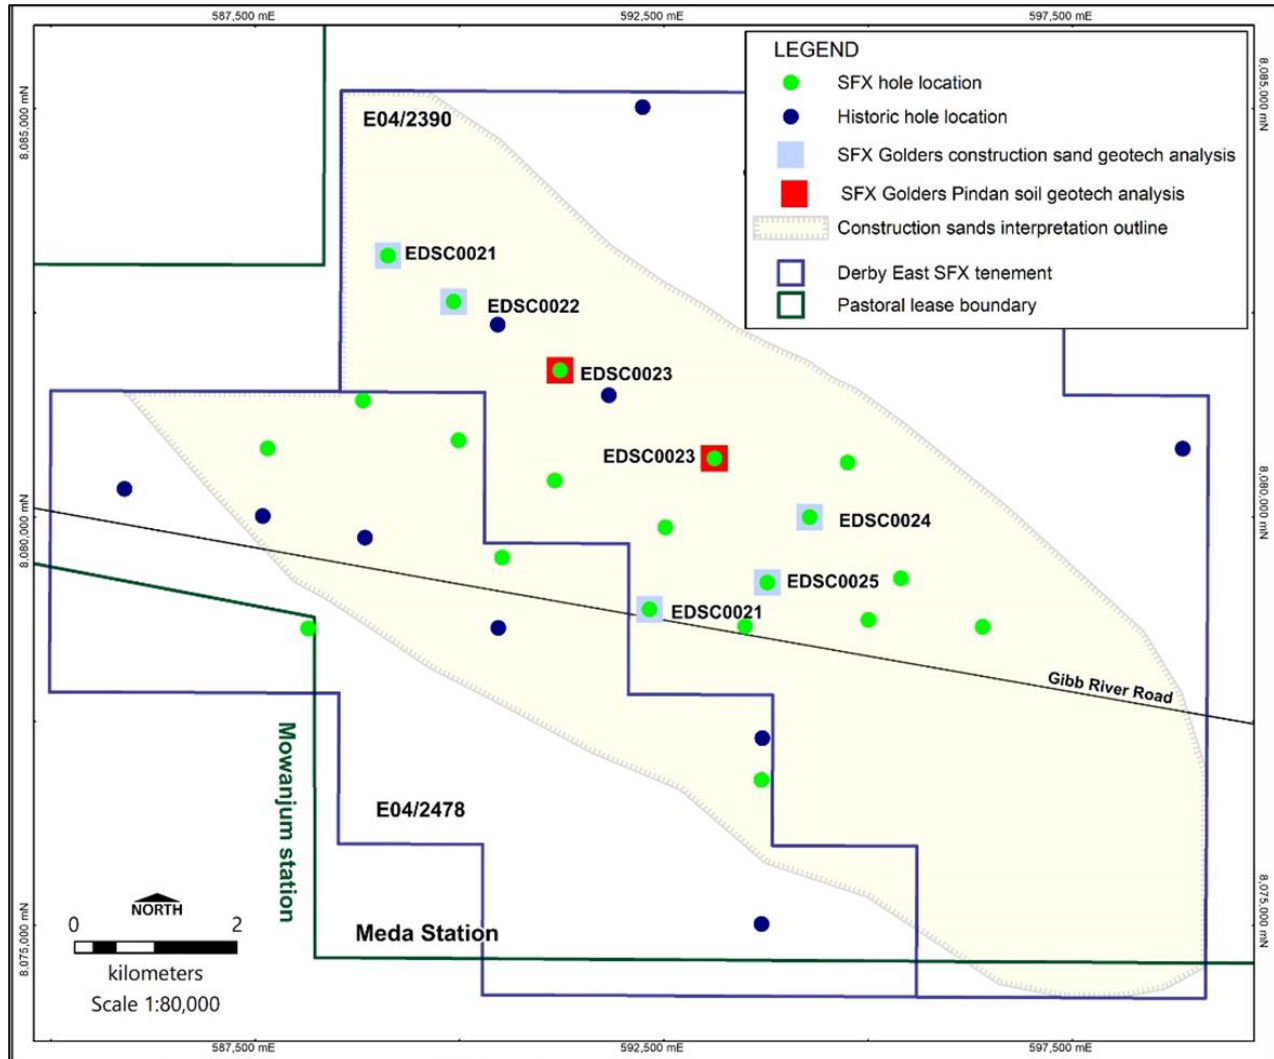 587,500 mE
592,500 mE
597,500 mE
LEGEND
SFX hole location
Historic hole location
SFX Golders construction sand geotech analysis
SFX Golders Pindan soil geotech analysis
Construction sands interpretation outline
Derby East SFX tenement
Pastoral lease boundary
8,085,000 mN
8,085,000 mN
E04/2390
EDSC0021
EDSC0022
EDSC0023
EDSC0023
EDSC0024
8,080,000 mN
8,080,000 mN
EDSC0025
EDSC0021
Gibb River Road
Mowanjum station
E04/2478
NORTH
0 2
kilometers
Scale 1:80,000
Meda Station
8,075,000 mN
8,075,000 mN
587,500 mE
592,500 mE
597,500 mE